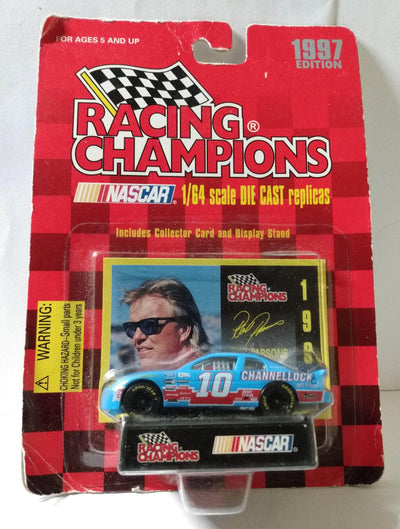 FOR AGES 5 AND UP
1997
EDITION
RACING®
CHAMPIONS
NASCAR
1/64 scale DIE CAST replicas
Includes Collector Card and Display Stand
RACING
CHAMPIONS
1
9
PARSONS
WARNING:
CHOKING HAZARD-Small parts
Not for Children under 3 years
10
CHANNELLOCK
RACING
CHAMPIONS
NASCAR